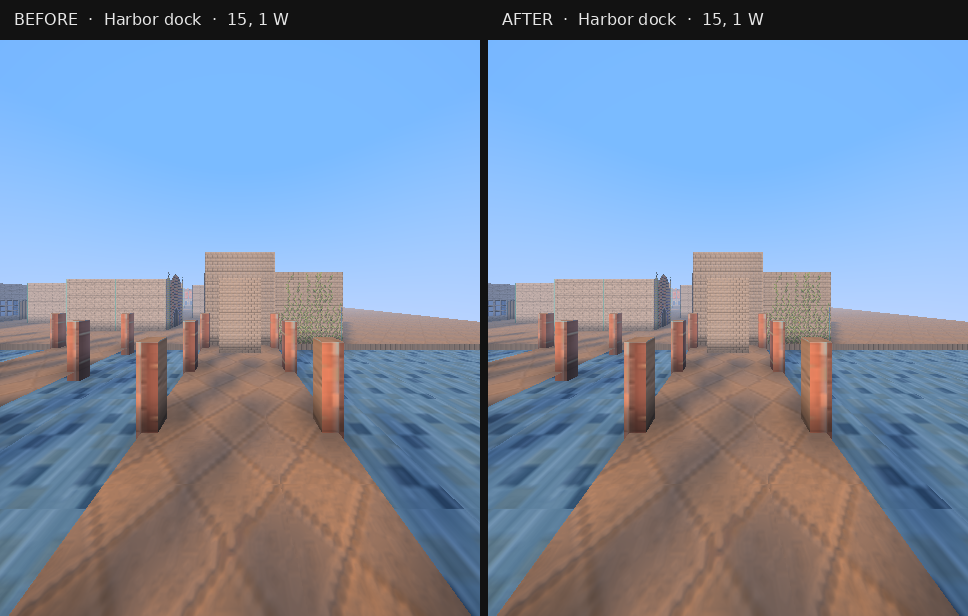 BEFORE · Harbor dock · 15, 1 W
AFTER · Harbor dock · 15, 1 W